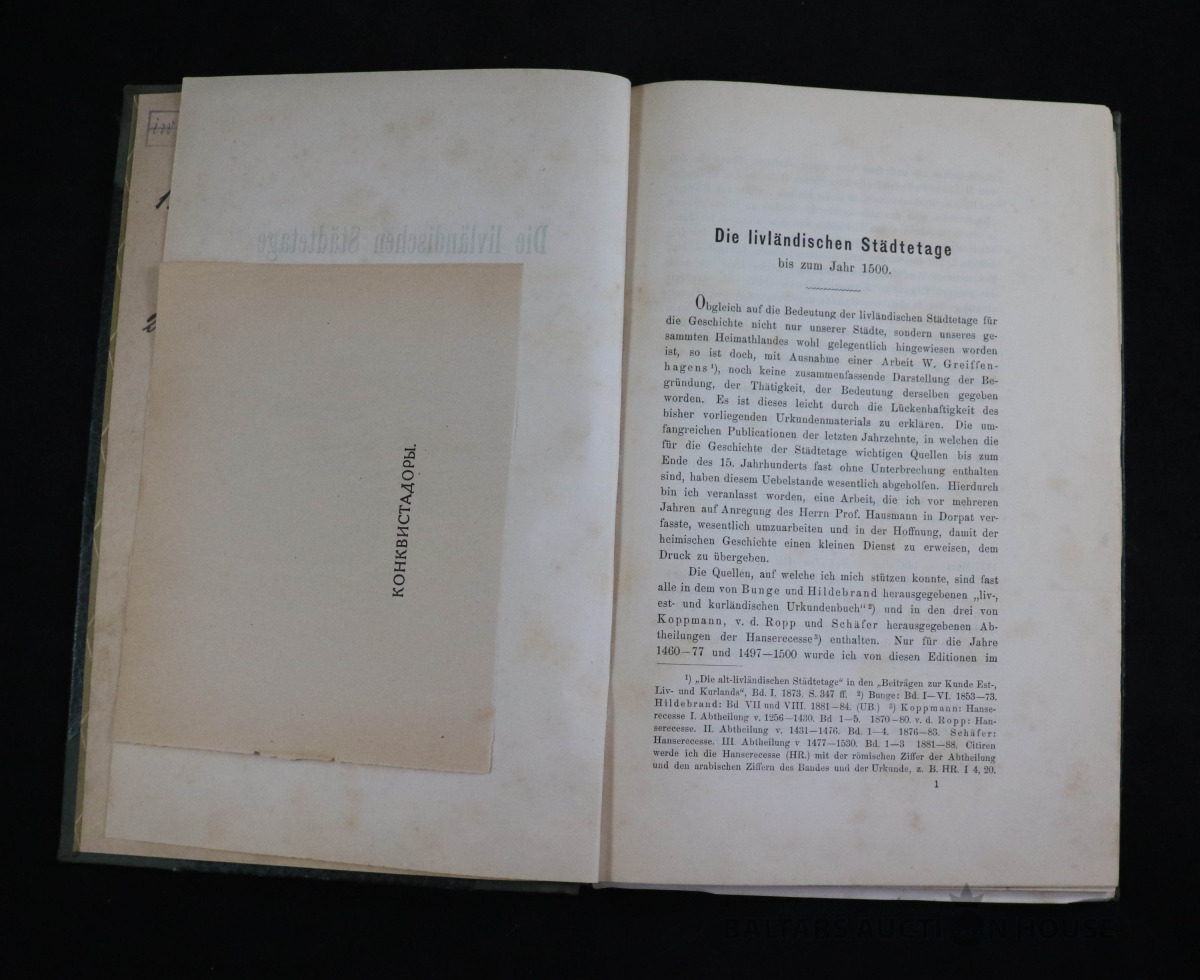 Die livländischen Städtetage
КОНКВИСТАДОРЫ.
Die livländischen Städtetage
bis zum Jahr 1500.
Obgleich auf die Bedeutung der livländischen Städtetage für
die Geschichte nicht nur unserer Städte, sondern unseres ge-
sammten Heimathlandes wohl gelegentlich hingewiesen worden
ist, so ist doch, mit Ausnahme einer Arbeit W. Greiffen-
hagens ¹), noch keine zusammenfassende Darstellung der Be-
gründung, der Thätigkeit, der Bedeutung derselben gegeben
worden. Es ist dieses leicht durch die Lückenhaftigkeit des
bisher vorliegenden Urkundenmaterials zu erklären. Die um-
fangreichen Publicationen der letzten Jahrzehnte, in welchen die
für die Geschichte der Städtetage wichtigen Quellen bis zum
Ende des 15. Jahrhunderts fast ohne Unterbrechung enthalten
sind, haben diesem Uebelstande wesentlich abgeholfen. Hierdurch
bin ich veranlasst worden, eine Arbeit, die ich vor mehreren
Jahren auf Anregung des Herrn Prof. Hausmann in Dorpat ver-
fasste, wesentlich umzuarbeiten und in der Hoffnung, damit der
heimischen Geschichte einen kleinen Dienst zu erweisen, dem
Druck zu übergeben.
Die Quellen, auf welche ich mich stützen konnte, sind fast
alle in dem von Bunge und Hildebrand herausgegebenen „liv-,
est- und kurländischen Urkundenbuch“ ²) und in den drei von
Koppmann, v. d. Ropp und Schäfer herausgegebenen Ab-
theilungen der Hanserecesse ³) enthalten. Nur für die Jahre
1460—77 und 1497—1500 wurde ich von diesen Editionen im
¹) „Die alt-livländischen Städtetage“ in den „Beiträgen zur Kunde Est-,
Liv- und Kurlands“, Bd. I. 1873. S. 347 ff. ²) Bunge: Bd. I—VI. 1853—73.
Hildebrand: Bd VII und VIII. 1881–84. (UB.) ³) Koppmann: Hanse-
recesse I. Abtheilung v. 1256—1430. Bd 1—5. 1870–80. v. d. Ropp: Han-
serecesse. II. Abtheilung v. 1431—1476. Bd. 1—4. 1876—83. Schäfer:
Hanserecesse. III. Abtheilung v 1477—1530. Bd. 1—3 1881—88. Citiren
werde ich die Hanserecesse (HR.) mit der römischen Ziffer der Abtheilung
und den arabischen Ziffern des Bandes und der Urkunde, z. B. HR. I 4, 20.
1
BALTARS AUCTION HOUSE